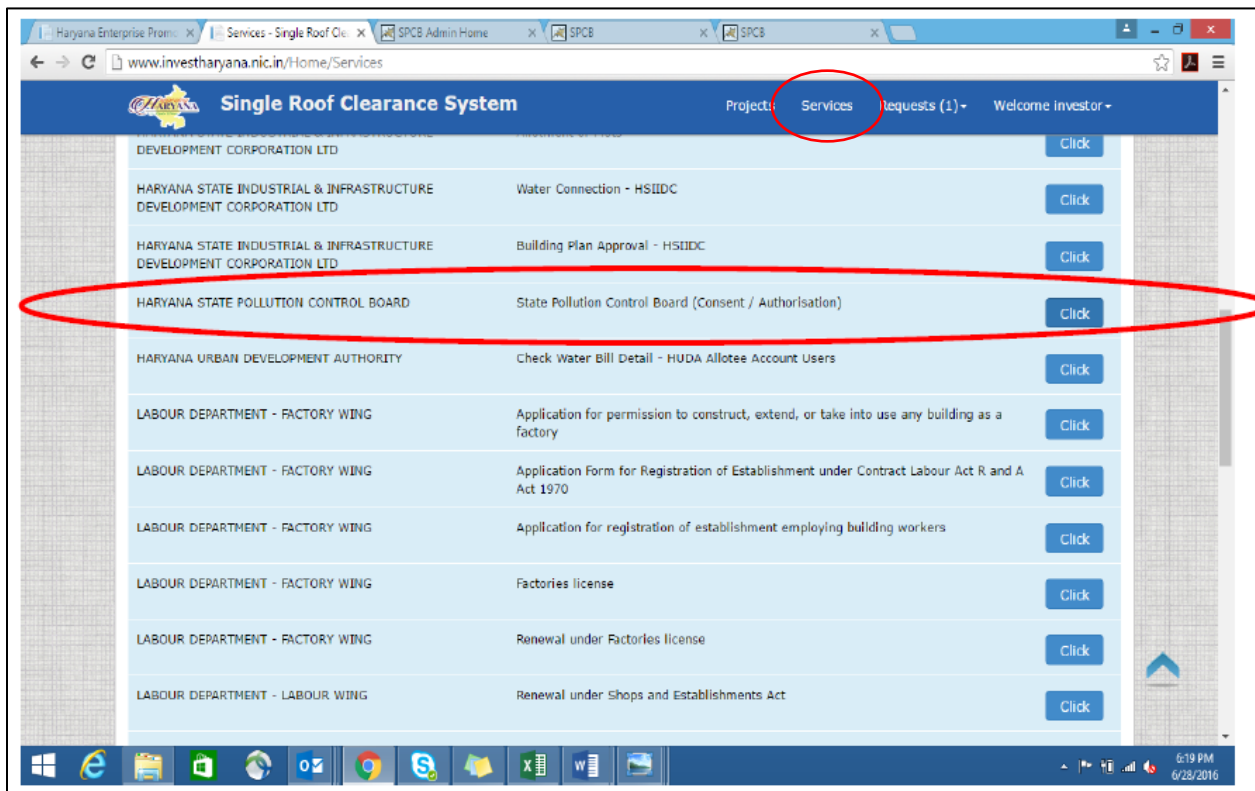 Haryana Enterprise Promo
Services - Single Roof Cle
SPCB Admin Home
SPCB
SPCB
www.investharyana.nic.in/Home/Services
HARYANA Single Roof Clearance System
Projects Services Requests (1) Welcome investor
HARYANA STATE INDUSTRIAL & INFRASTRUCTURE Allotment of Plots
DEVELOPMENT CORPORATION LTD
Click
HARYANA STATE INDUSTRIAL & INFRASTRUCTURE Water Connection - HSIIDC
DEVELOPMENT CORPORATION LTD
Click
HARYANA STATE INDUSTRIAL & INFRASTRUCTURE Building Plan Approval - HSIIDC
DEVELOPMENT CORPORATION LTD
Click
HARYANA STATE POLLUTION CONTROL BOARD State Pollution Control Board (Consent / Authorisation)
Click
HARYANA URBAN DEVELOPMENT AUTHORITY Check Water Bill Detail - HUDA Allotee Account Users
Click
LABOUR DEPARTMENT - FACTORY WING Application for permission to construct, extend, or take into use any building as a
factory
Click
LABOUR DEPARTMENT - FACTORY WING Application Form for Registration of Establishment under Contract Labour Act R and A
Act 1970
Click
LABOUR DEPARTMENT - FACTORY WING Application for registration of establishment employing building workers
Click
LABOUR DEPARTMENT - FACTORY WING Factories license
Click
LABOUR DEPARTMENT - FACTORY WING Renewal under Factories license
Click
LABOUR DEPARTMENT - LABOUR WING Renewal under Shops and Establishments Act
Click
6:19 PM
6/28/2016